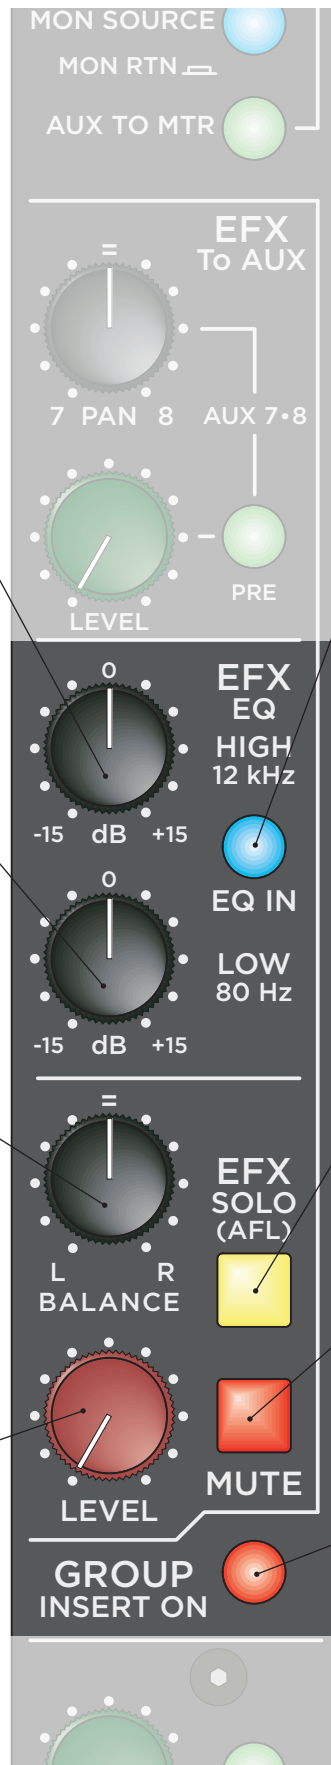 MON SOURCE
MON RTN
AUX TO MTR
EFX
To AUX
=
7 PAN 8
AUX 7•8
PRE
LEVEL
EFX
EQ
0
HIGH
12 kHz
-15 dB +15
EQ IN
0
LOW
80 Hz
-15 dB +15
=
EFX
SOLO
(AFL)
L R
BALANCE
MUTE
LEVEL
GROUP
INSERT ON